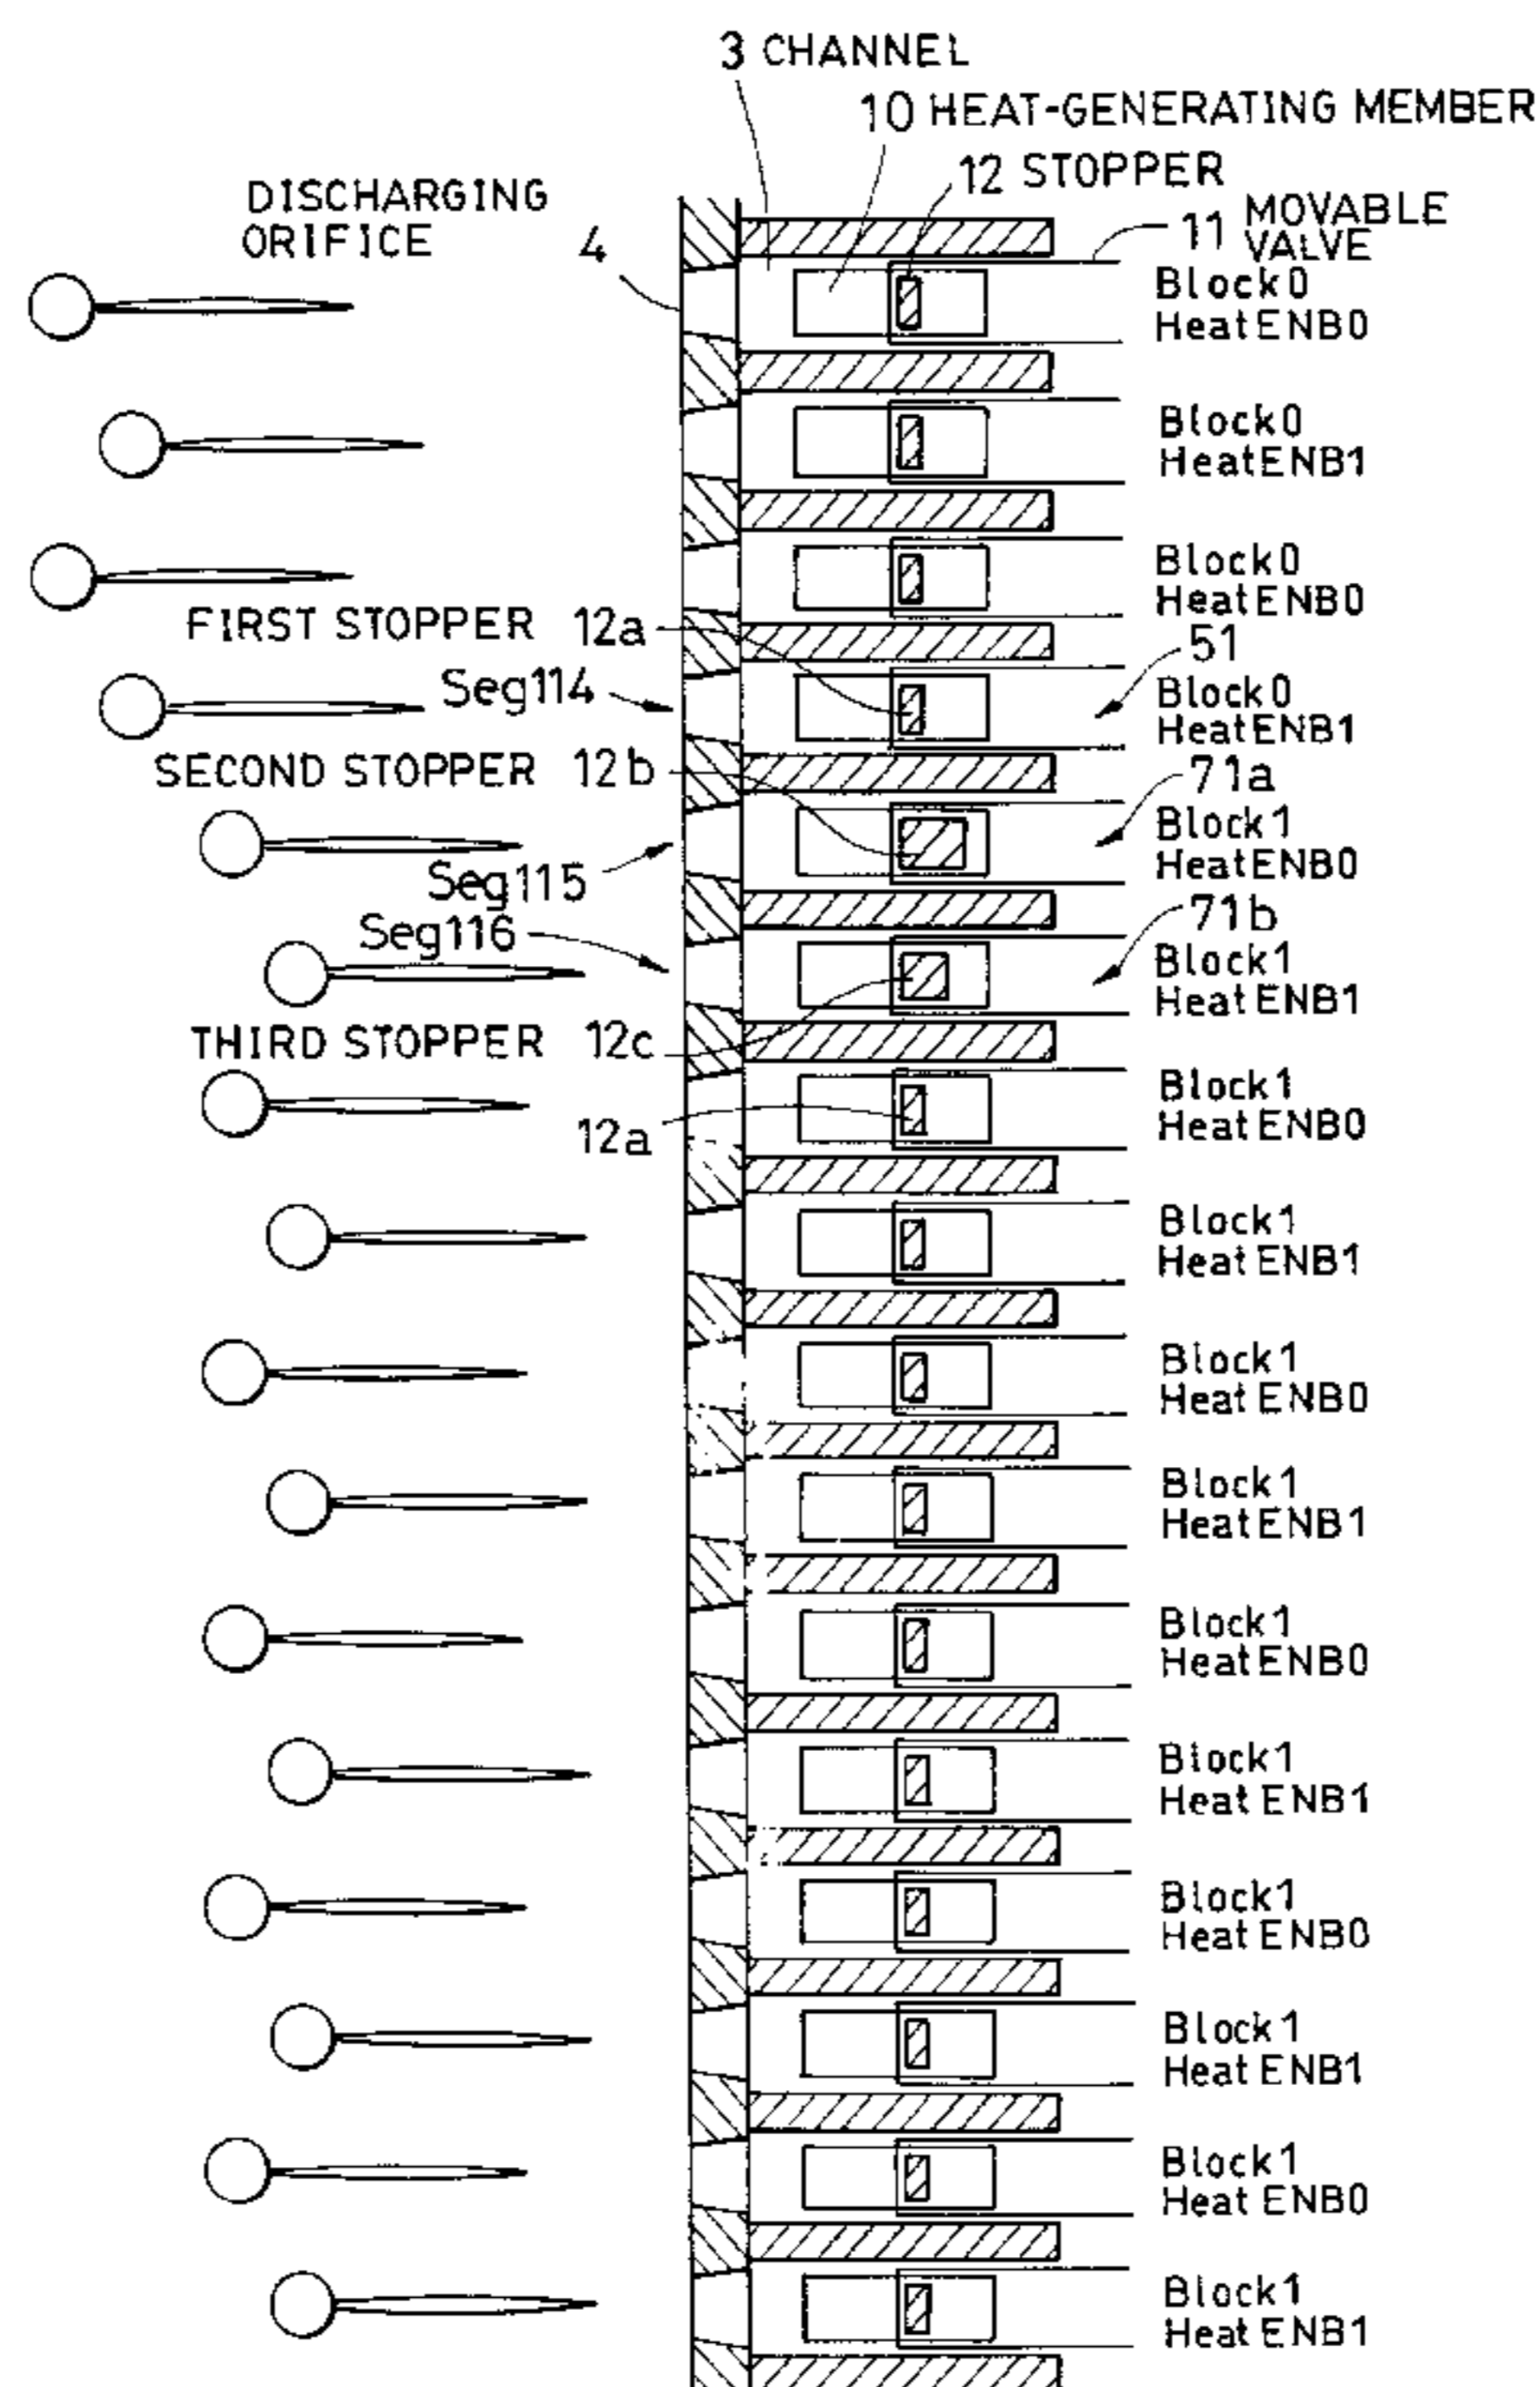 3 CHANNEL
10 HEAT-GENERATING MEMBER
12 STOPPER
DISCHARGING
ORIFICE
4
11 MOVABLE
VALVE
Block0
HeatENB0
Block0
HeatENB1
Block0
HeatENB0
FIRST STOPPER 12a
51
Seg114
Block0
HeatENB1
SECOND STOPPER 12b
71a
Block1
HeatENB0
Seg115
71b
Seg116
Block1
HeatENB1
THIRD STOPPER 12c
Block1
HeatENB0
12a
Block1
HeatENB1
Block1
HeatENB0
Block1
HeatENB1
Block1
HeatENB0
Block1
HeatENB1
Block1
HeatENB0
Block1
HeatENB1
Block1
HeatENB0
Block1
HeatENB1